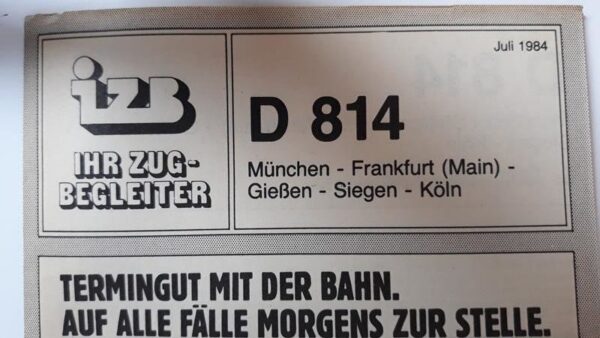 Juli 1984
izb
IHR ZUG-
BEGLEITER
D 814
München - Frankfurt (Main) -
Gießen - Siegen - Köln
TERMINGUT MIT DER BAHN.
AUF ALLE FÄLLE MORGENS ZUR STELLE.